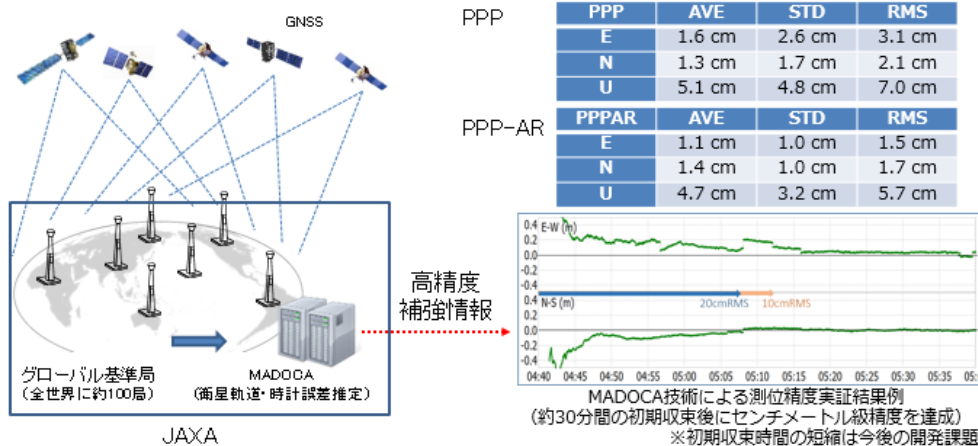 GNSS
グローバル基準局
(全世界に約100局)
MADOCA
(衛星軌道・時計誤差推定)
JAXA
高精度
補強情報
PPP
PPP AVE STD RMS
E 1.6 cm 2.6 cm 3.1 cm
N 1.3 cm 1.7 cm 2.1 cm
U 5.1 cm 4.8 cm 7.0 cm
PPP-AR
PPPAR AVE STD RMS
E 1.1 cm 1.0 cm 1.5 cm
N 1.4 cm 1.0 cm 1.7 cm
U 4.7 cm 3.2 cm 5.7 cm
0.4 E-W (m)
0.2
0.0
-0.2
-0.4
20cmRMS 10cmRMS
0.4 N-S (m)
0.2
0.0
-0.2
-0.4
04:40 04:45 04:50 04:55 05:00 05:05 05:10 05:15 05:20 05:25 05:30 05:35 05:
MADOCA技術による測位精度実証結果例
(約30分間の初期収束後にセンチメートル級精度を達成)
※初期収束時間の短縮は今後の開発課題